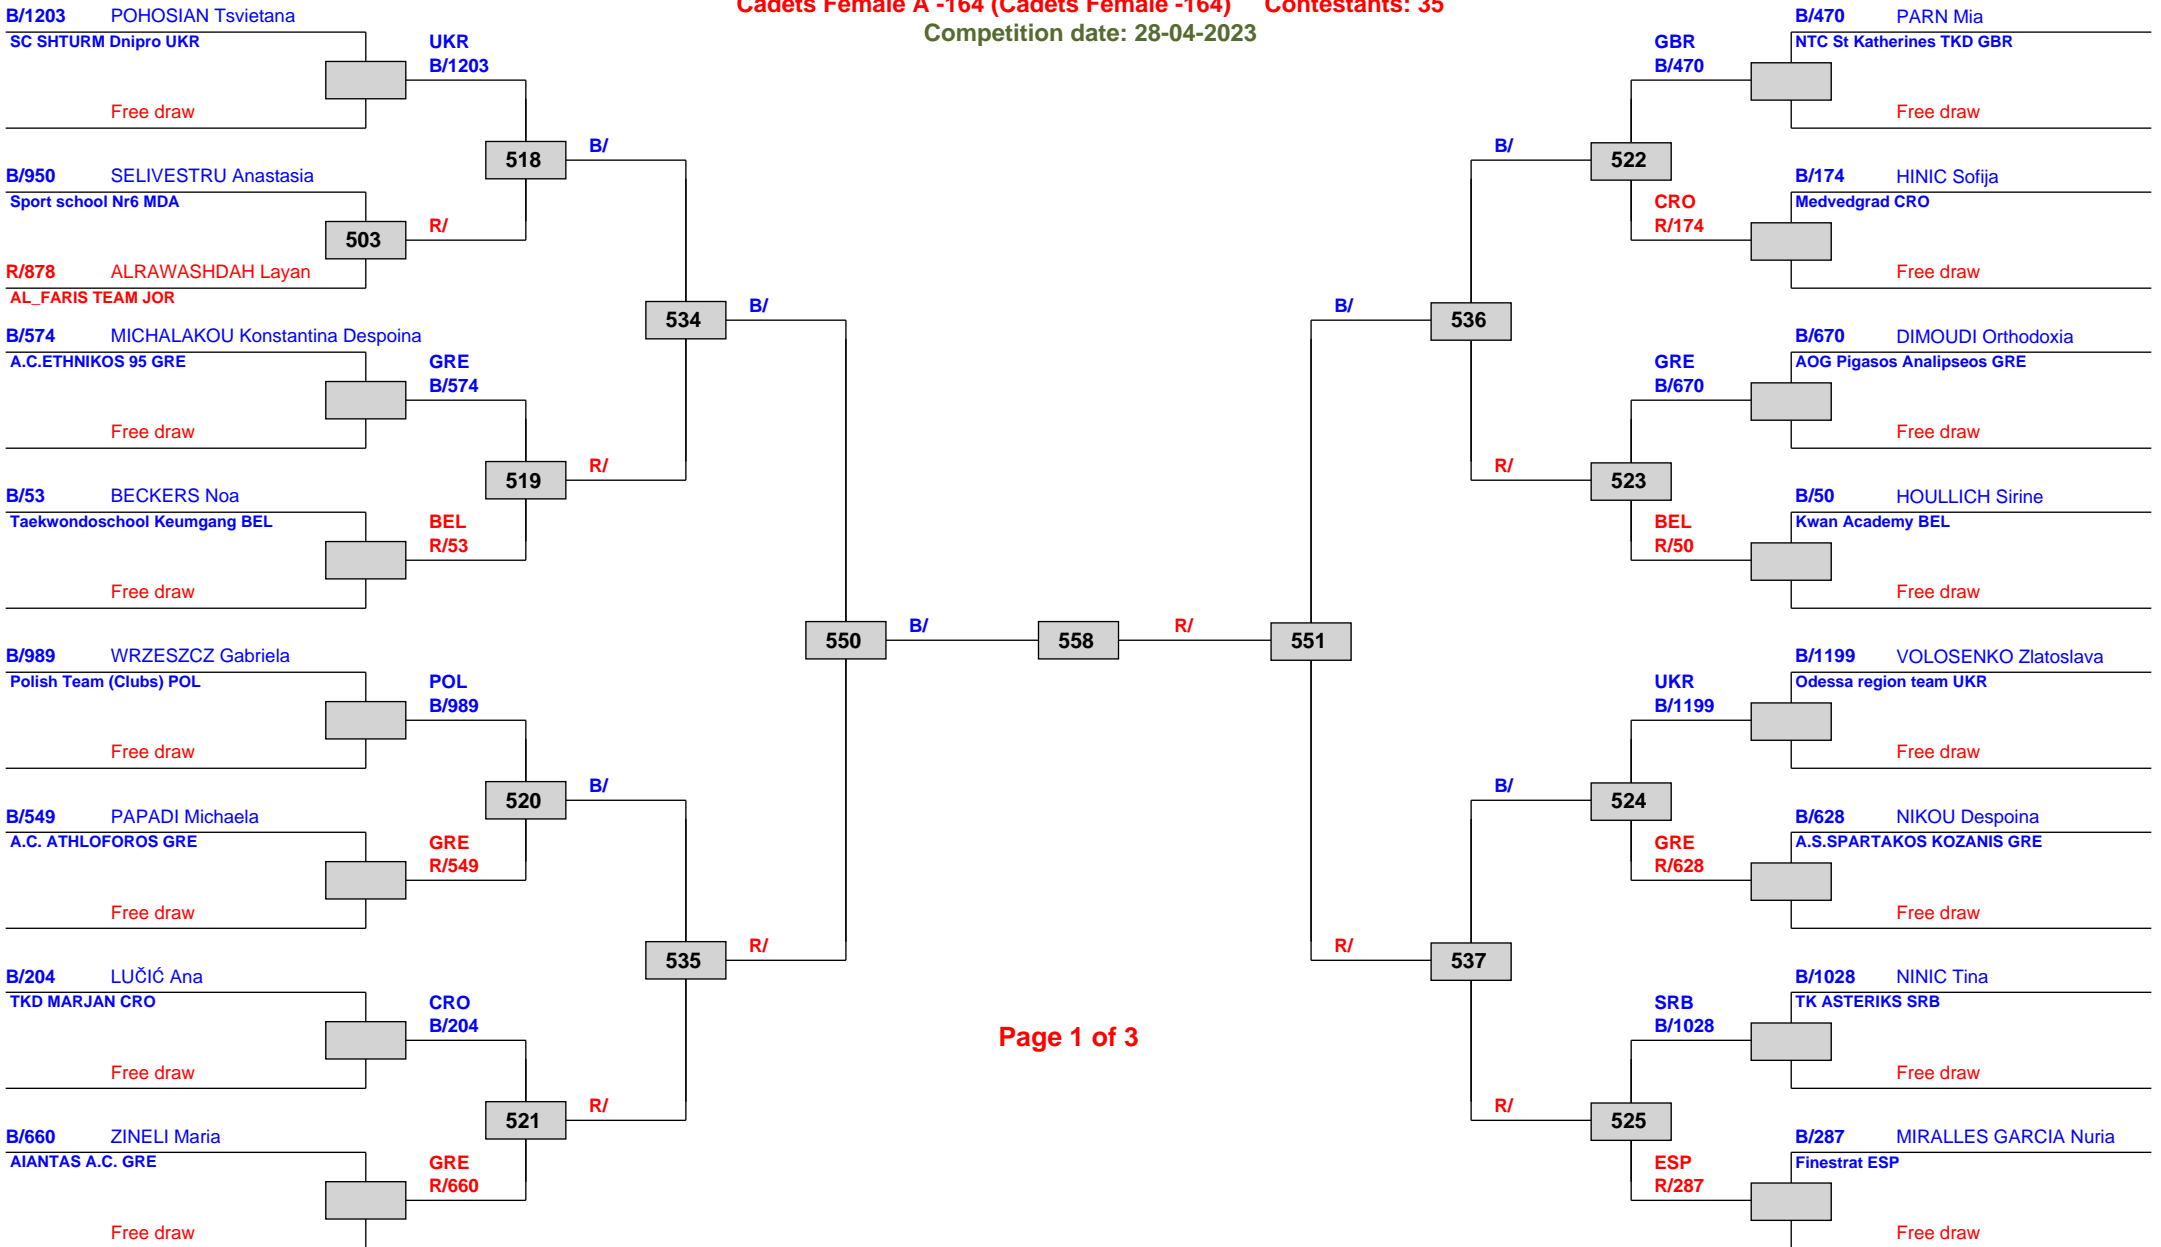 Cadets Female A -164 (Cadets Female -164) Contestants: 35
Competition date: 28-04-2023
B/1203 POHOSIAN Tsvietana
SC SHTURM Dnipro UKR
Free draw
UKR
B/1203
B/950 SELIVESTRU Anastasia
Sport school Nr6 MDA
503
R/878 ALRAWASHDAH Layan
AL_FARIS TEAM JOR
R/
518
B/
B/574 MICHALAKOU Konstantina Despoina
A.C.ETHNIKOS 95 GRE
Free draw
GRE
B/574
B/53 BECKERS Noa
Taekwondoschool Keumgang BEL
Free draw
BEL
R/53
519
R/
534
B/
B/989 WRZESZCZ Gabriela
Polish Team (Clubs) POL
Free draw
POL
B/989
B/549 PAPADI Michaela
A.C. ATHLOFOROS GRE
Free draw
GRE
R/549
520
B/
B/204 LUČIĆ Ana
TKD MARJAN CRO
Free draw
CRO
B/204
B/660 ZINELI Maria
AIANTAS A.C. GRE
Free draw
GRE
R/660
521
R/
535
R/
550
B/
558
R/
551
Page 1 of 3
B/470 PARN Mia
NTC St Katherines TKD GBR
Free draw
GBR
B/470
B/174 HINIC Sofija
Medvedgrad CRO
Free draw
CRO
R/174
522
B/
B/670 DIMOUDI Orthodoxia
AOG Pigasos Analipseos GRE
Free draw
GRE
B/670
B/50 HOULLICH Sirine
Kwan Academy BEL
Free draw
BEL
R/50
523
R/
536
B/
B/1199 VOLOSENKO Zlatoslava
Odessa region team UKR
Free draw
UKR
B/1199
B/628 NIKOU Despoina
A.S.SPARTAKOS KOZANIS GRE
Free draw
GRE
R/628
524
B/
B/1028 NINIC Tina
TK ASTERIKS SRB
Free draw
SRB
B/1028
B/287 MIRALLES GARCIA Nuria
Finestrat ESP
Free draw
ESP
R/287
525
R/
537
R/